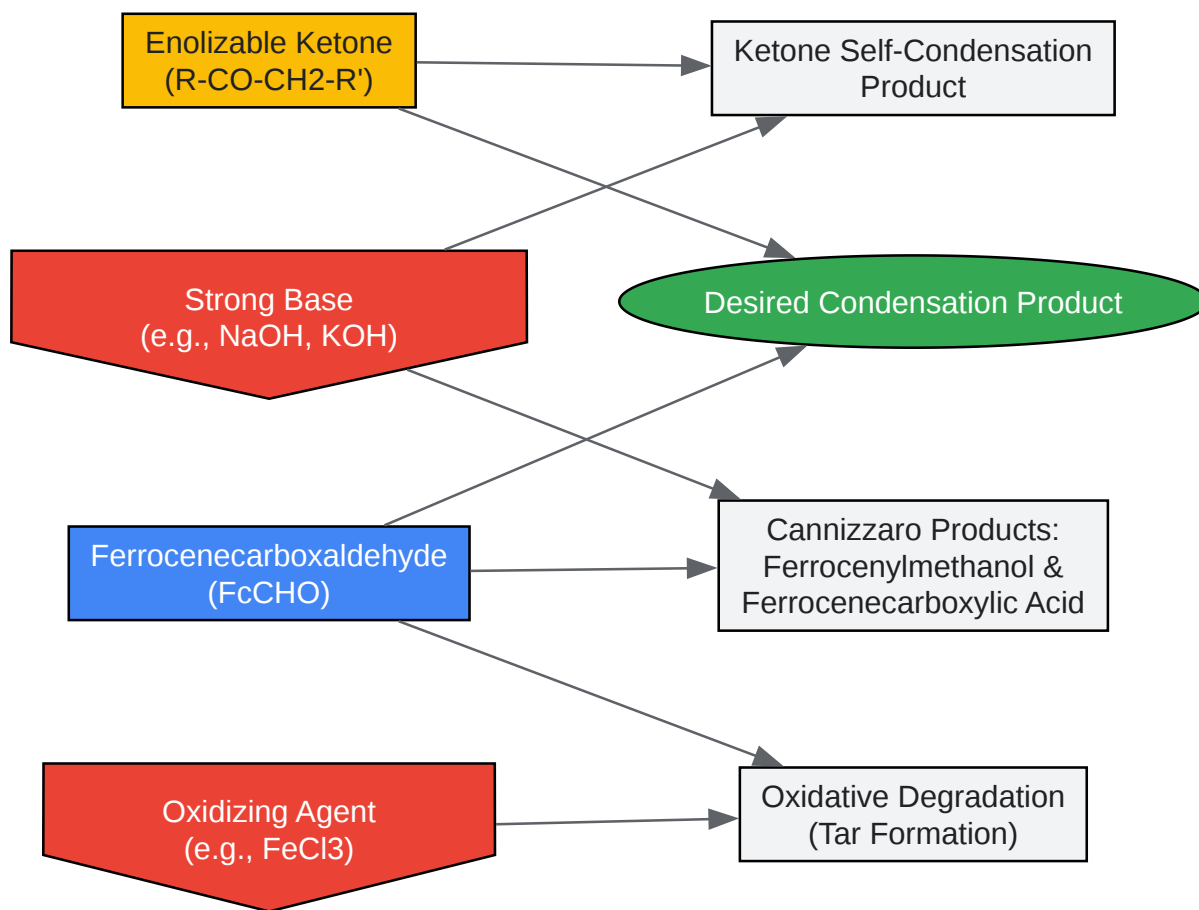 Enolizable Ketone
(R-CO-CH2-R')
Ketone Self-Condensation
Product
Strong Base
(e.g., NaOH, KOH)
Desired Condensation Product
Ferrocenecarboxaldehyde
(FcCHO)
Cannizzaro Products:
Ferrocenylmethanol &
Ferrocenecarboxylic Acid
Oxidizing Agent
(e.g., FeCl3)
Oxidative Degradation
(Tar Formation)